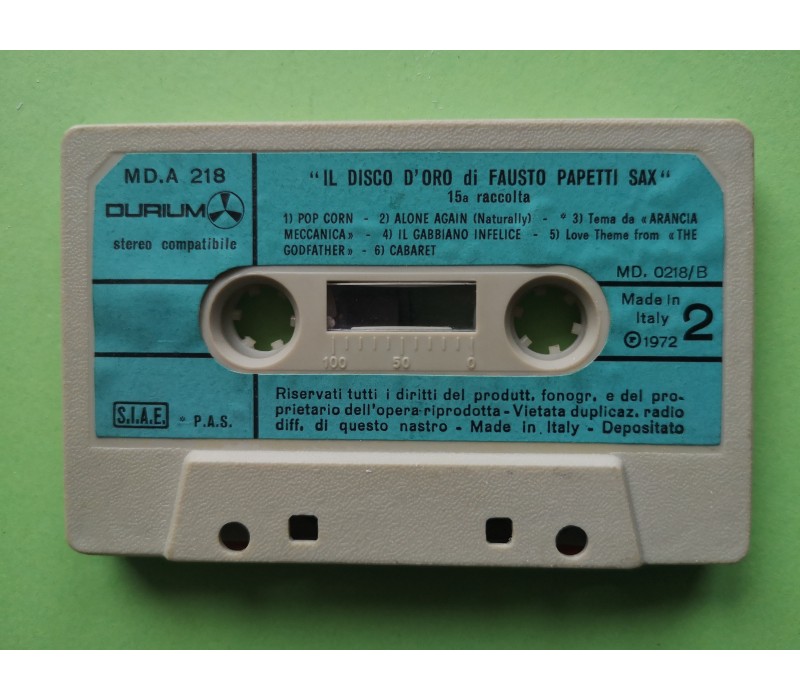 MD.A 218
DURIUM
stereo compatibile
"IL DISCO D'ORO di FAUSTO PAPETTI SAX"
15a raccolta
1) POP CORN - 2) ALONE AGAIN (Naturally) - * 3) Tema da «ARANCIA
MECCANICA» - 4) IL GABBIANO INFELICE - 5) Love Theme from «THE
GODFATHER» - 6) CABARET
MD. 0218/B
Made in
Italy
℗ 1972
2
100 50 0
S.I.A.E.
* P.A.S.
Riservati tutti i diritti del produtt. fonogr. e del pro-
prietario dell'opera riprodotta - Vietata duplicaz. radio
diff. di questo nastro - Made in Italy - Depositato